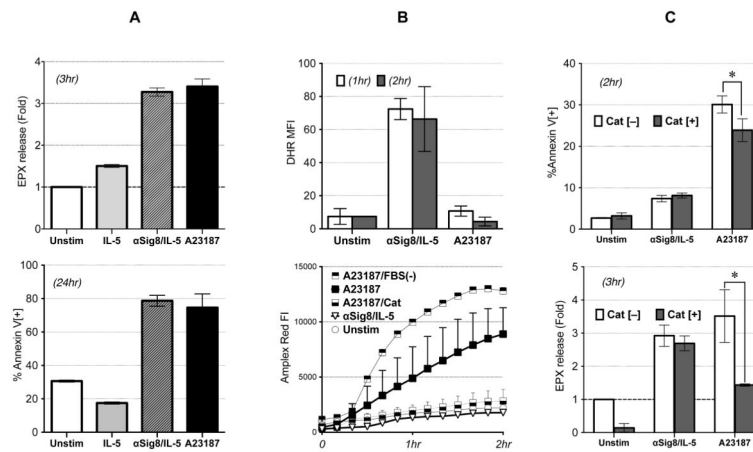 A
B
C
(3hr)
EPX release (Fold)
4
3
2
1
0
Unstim IL-5 αSig8/IL-5 A23187
(24hr)
% Annexin V[+]
100
80
60
40
20
0
Unstim IL-5 αSig8/IL-5 A23187
(1hr) (2hr)
DHR MFI
100
80
60
40
20
0
Unstim αSig8/IL-5 A23187
A23187/FBS(-)
A23187
A23187/Cat
αSig8/IL-5
Unstim
Amplex Red FI
15000
10000
5000
0
0 1hr 2hr
(2hr)
Cat [–] Cat [+]
*
%Annexin V[+]
40
30
20
10
0
Unstim αSig8/IL-5 A23187
(3hr)
Cat [–] Cat [+]
*
EPX release (Fold)
5
4
3
2
1
0
Unstim αSig8/IL-5 A23187